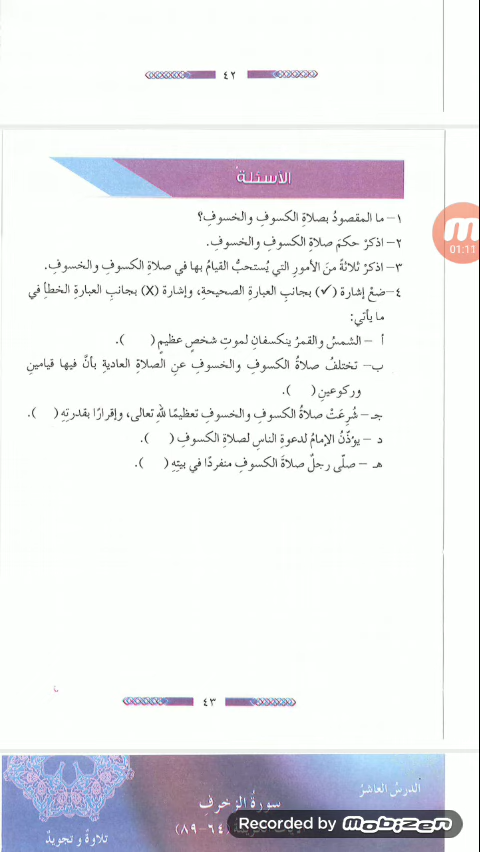 ٤٢
الأسئلة
١- ما المقصودُ بصلاةِ الكسوفِ والخسوفِ؟
٢- اذكرْ حكمَ صلاةِ الكسوفِ والخسوفِ.
٣- اذكرْ ثلاثةً منَ الأمورِ التي يُستحبُّ القيامُ بها في صلاةِ الكسوفِ والخسوفِ.
٤-ضعْ إشارة (✓) بجانبِ العبارةِ الصحيحةِ، وإشارة (X) بجانبِ العبارةِ الخطأِ في
ما يأتي:
أ - الشمسُ والقمرُ ينكسفانِ لموتِ شخصٍ عظيمٍ ( ).
ب- تختلفُ صلاةُ الكسوفِ والخسوفِ عنِ الصلاةِ العاديةِ بأنَّ فيها قيامينِ
وركوعينِ ( ).
جـ- شُرعَتْ صلاةُ الكسوفِ والخسوفِ تعظيمًا للهِ تعالى، وإقرارًا بقدرتِهِ ( ).
د - يؤذّنُ الإمامُ لدعوةِ الناسِ لصلاةِ الكسوفِ ( ).
هـ - صلّى رجلٌ صلاةَ الكسوفِ منفردًا في بيتِهِ ( ).
01:11
٤٣
الدرسُ العاشرُ
سورةُ الزخرفِ
(٦٤-٨٩)
تلاوةٌ و تجويدٌ
Recorded by mobizen